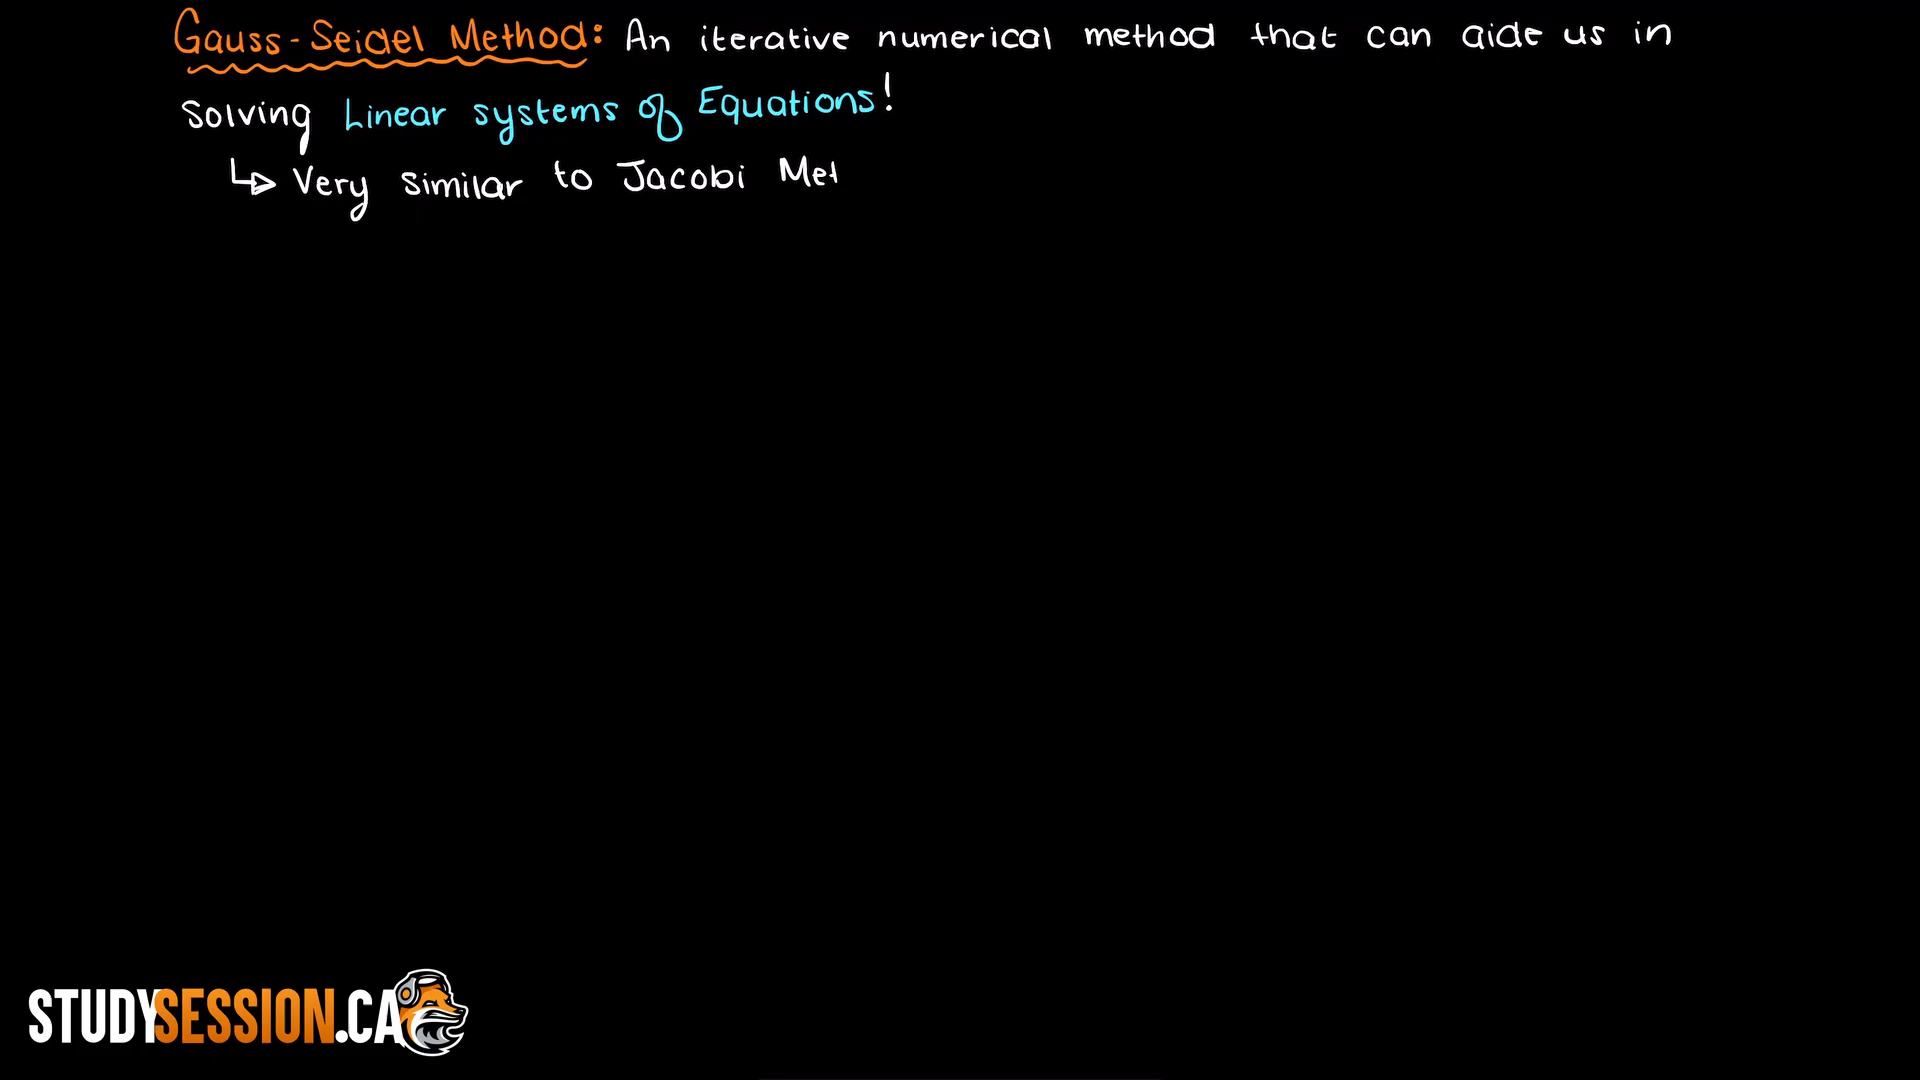 Gauss-Seidel Method: An iterative numerical method that can aide us in
Solving Linear systems of Equations!
↳ Very similar to Jacobi Met
STUDYSESSION.CA